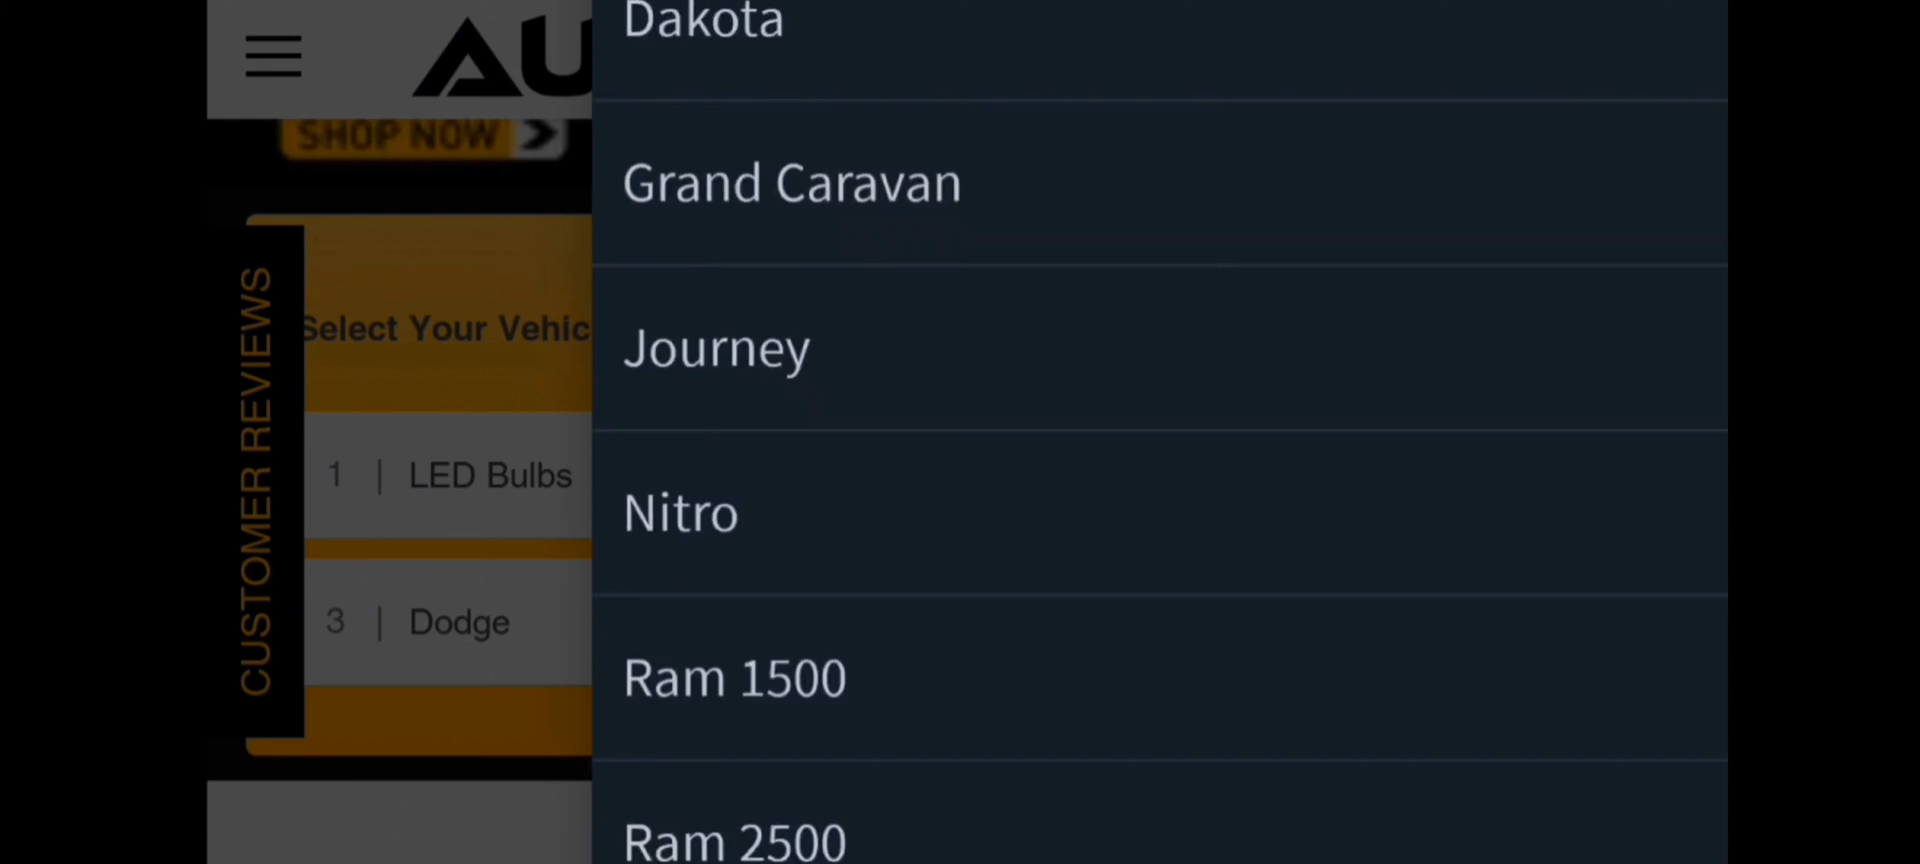 AU
SHOP NOW
CUSTOMER REVIEWS
Select Your Vehic
1 | LED Bulbs
3 | Dodge
Dakota
Grand Caravan
Journey
Nitro
Ram 1500
Ram 2500